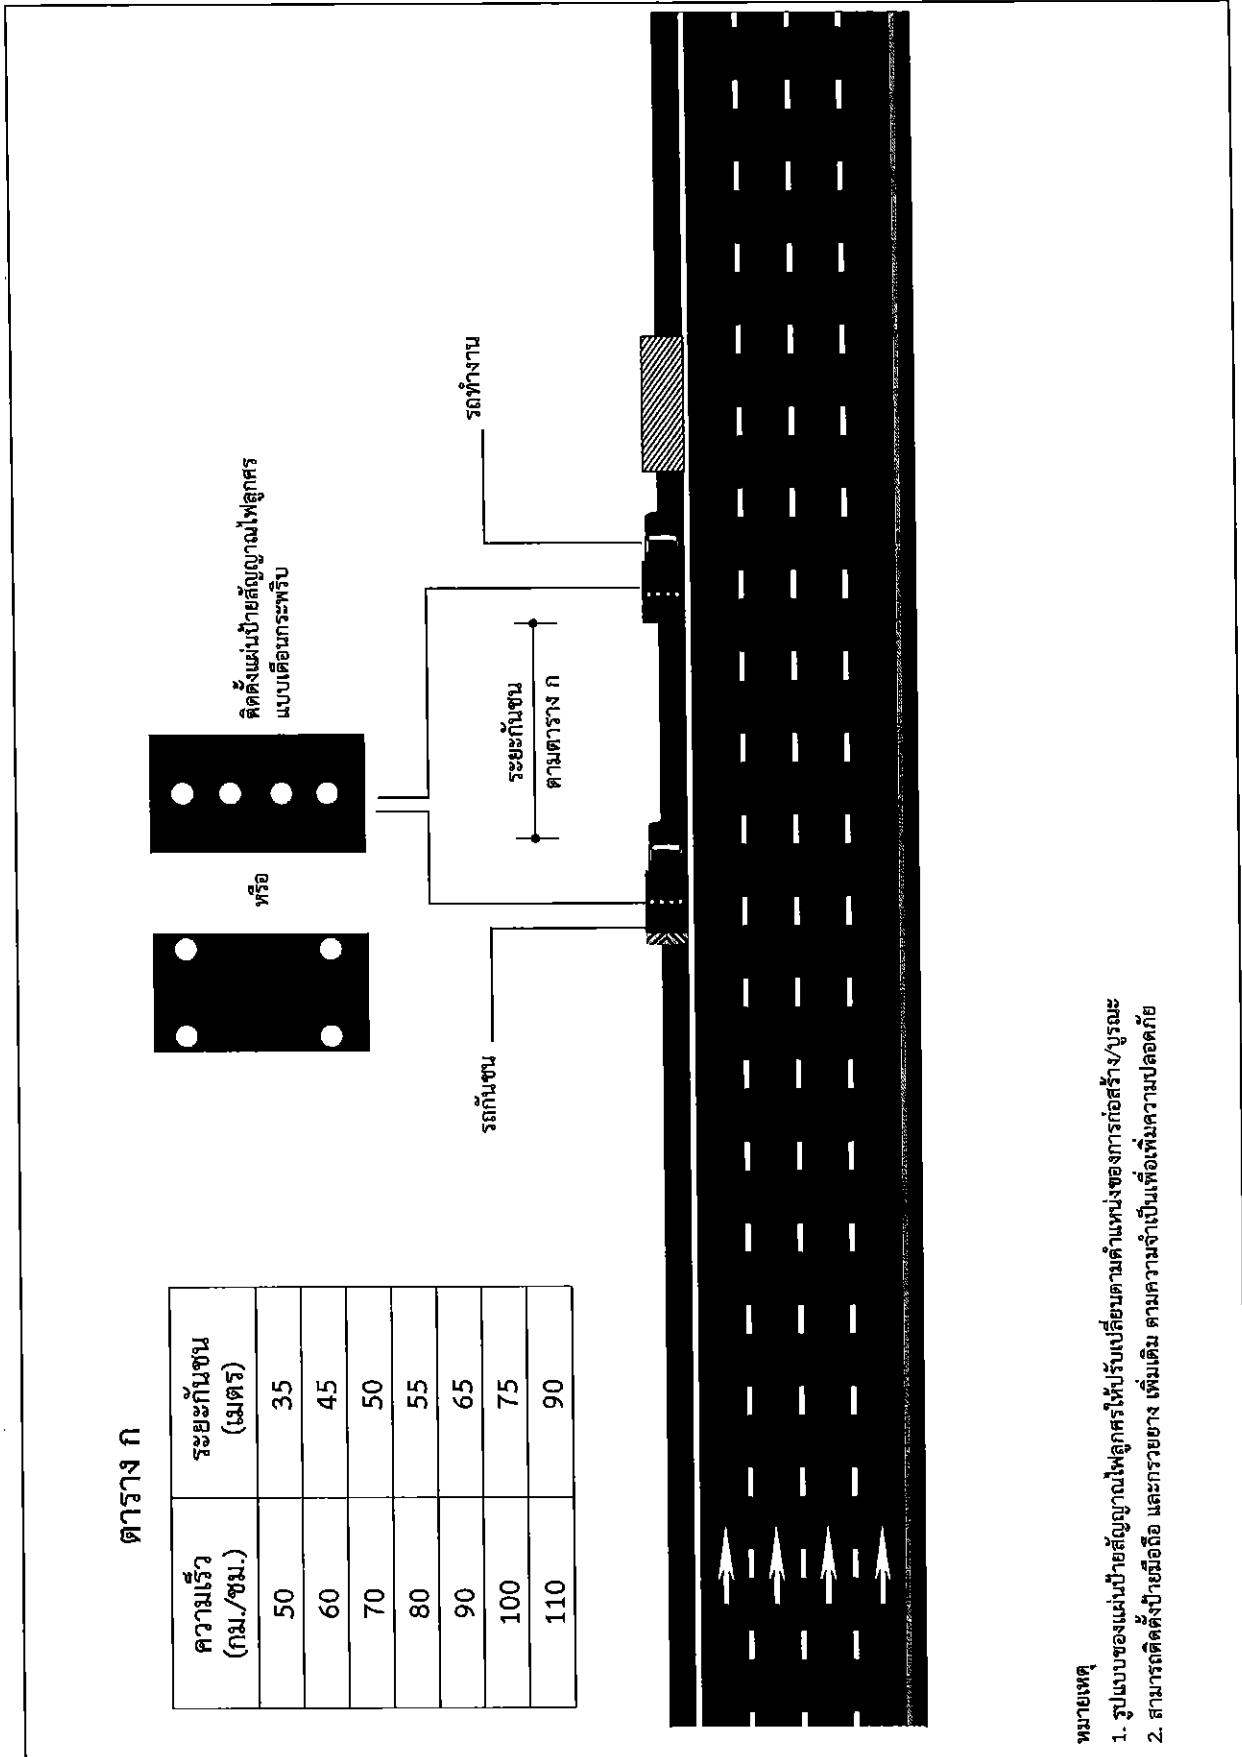 ตาราง ก
ความเร็ว
(กม./ชม.)
ระยะกันชน
(เมตร)
50 35
60 45
70 50
80 55
90 65
100 75
110 90
หรือ
ติดตั้งแผ่นป้ายสัญญาณไฟลูกศร
แบบเตือนกระพริบ
รถกันชน
ระยะกันชน
ตามตาราง ก
รถทำงาน
หมายเหตุ
1. รูปแบบของแผ่นป้ายสัญญาณไฟลูกศรให้ปรับเปลี่ยนตามตำแหน่งของการก่อสร้าง/บูรณะ
2. สามารถติดตั้งป้ายมือถือ และกรวยยาง เพิ่มเติม ตามความจำเป็นเพื่อเพิ่มความปลอดภัย